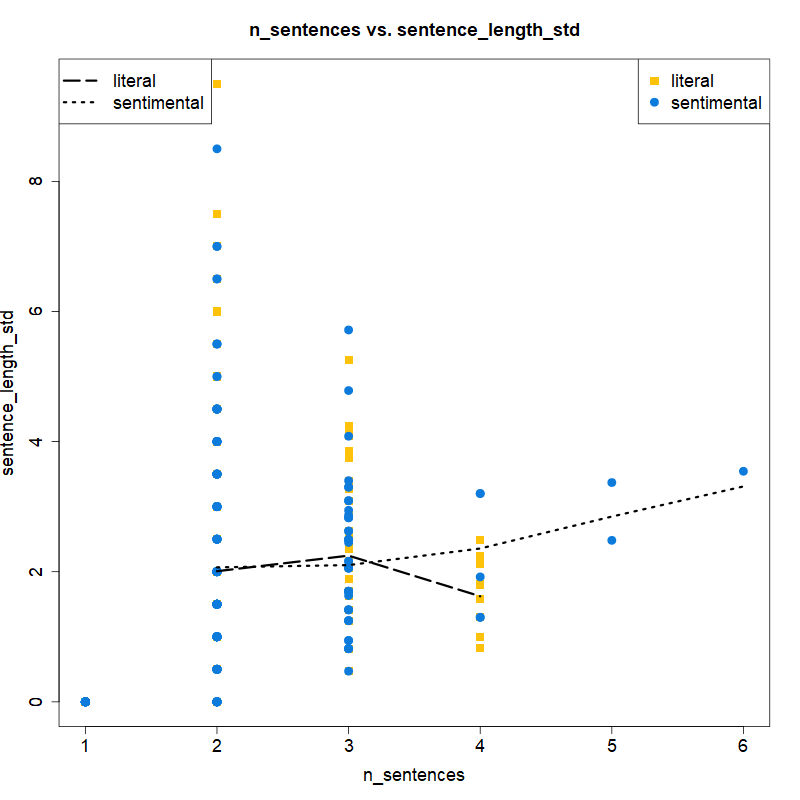 n_sentences vs. sentence_length_std
literal
sentimental
literal
sentimental
sentence_length_std
8
6
4
2
0
1 2 3 4 5 6
n_sentences